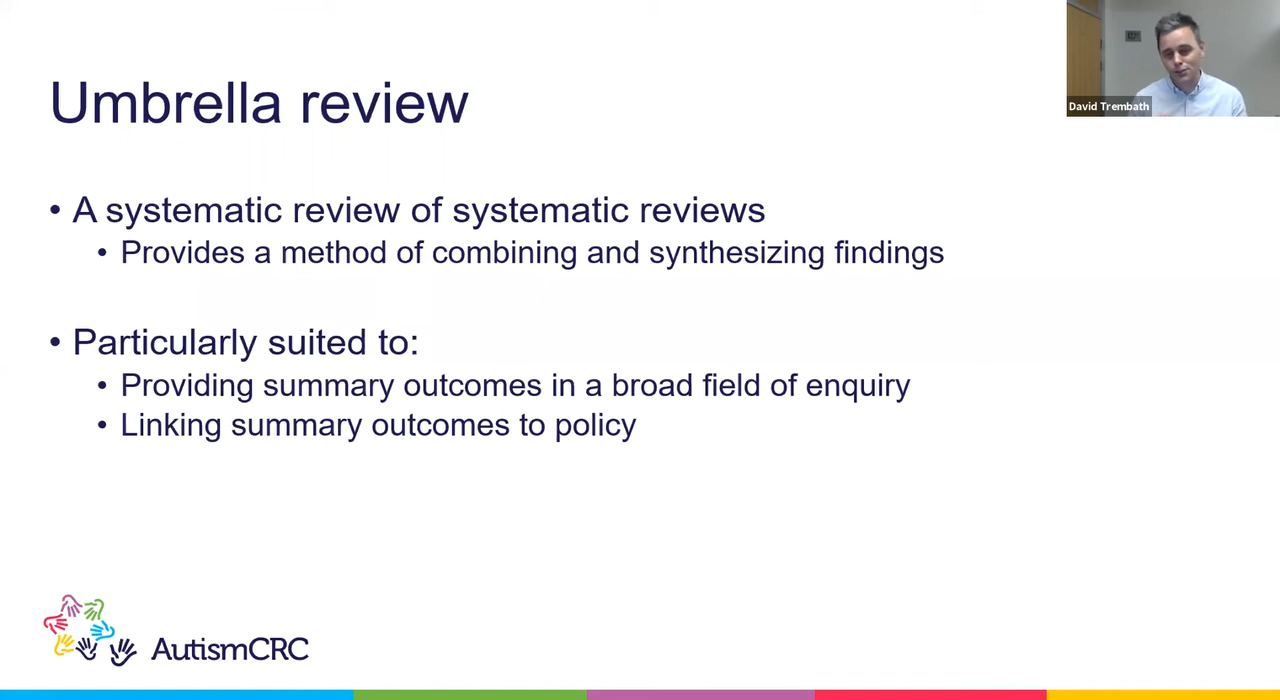 Umbrella review
David Trembath
• A systematic review of systematic reviews
• Provides a method of combining and synthesizing findings
• Particularly suited to:
• Providing summary outcomes in a broad field of enquiry
• Linking summary outcomes to policy
AutismCRC